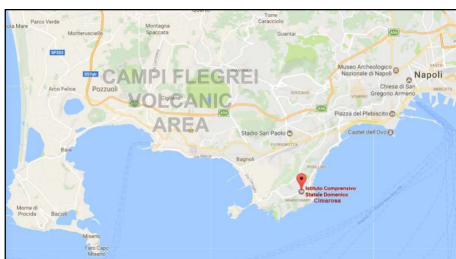 Torre
Caracciolo
Mare
Parco Verde
Monterusciello
Montagna
Spaccata
Guantai
CAMPI FLEGREI
VOLCANIC
AREA
Museo Archeologico
Nazionale di Napoli
Napoli
Chiesa di San
Gregorio Armeno
Arco Felice
Pozzuoli
Piazza del Plebiscito
Stadio San Paolo
Castel dell'Ovo
Baia
Bagnoli
Istituto Comprensivo
Statale Domenico
Cimarosa
Monte di
Procida
Bacoli
Miseno
Faro Capo
Miseno